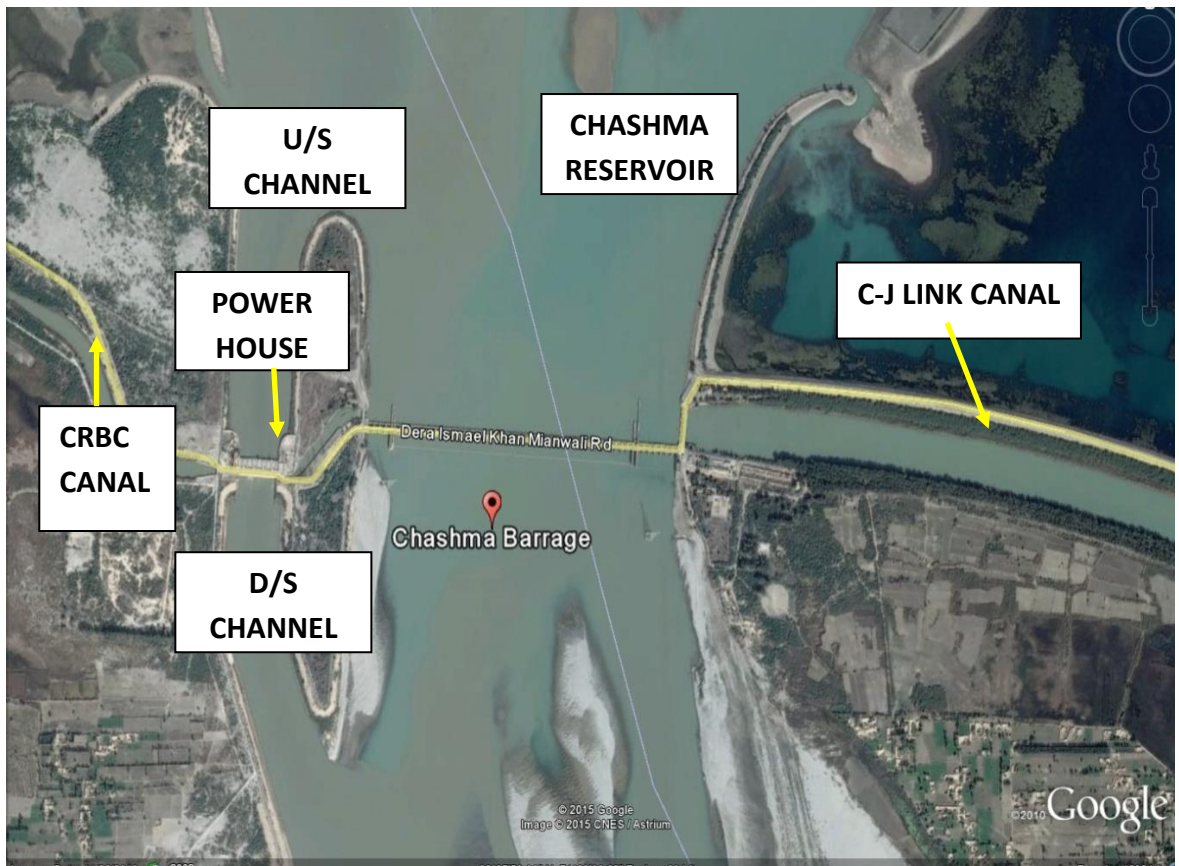 U/S
CHANNEL
CHASHMA
RESERVOIR
POWER
HOUSE
C-J LINK CANAL
CRBC
CANAL
Dera Ismael Khan Mianwali Rd
Chashma Barrage
D/S
CHANNEL
© 2015 Google
Image © 2015 CNES / Astrium
©2010 Google